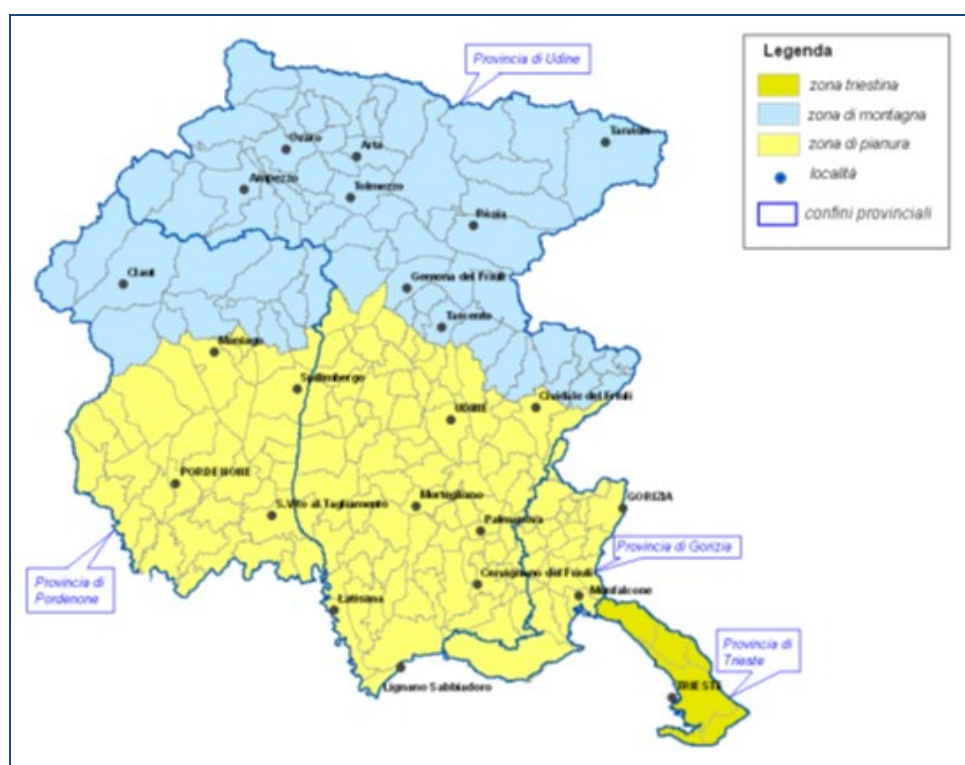 Provincia di Udine
Legenda
zona triestina
zona di montagna
zona di pianura
località
confini provinciali
Ovaro
Arta
Tarvisio
Ampezzo
Tolmezzo
Resia
Claut
Gemona del Friuli
Tarcento
Maniago
Spilimbergo
Cividale del Friuli
UDINE
PORDENONE
S.Vito al Tagliamento
Mortegliano
Palmanova
GORIZIA
Provincia di Gorizia
Provincia di
Pordenone
Cervignano del Friuli
Monfalcone
Latisana
Lignano Sabbiadoro
Provincia di
Trieste
TRIESTE